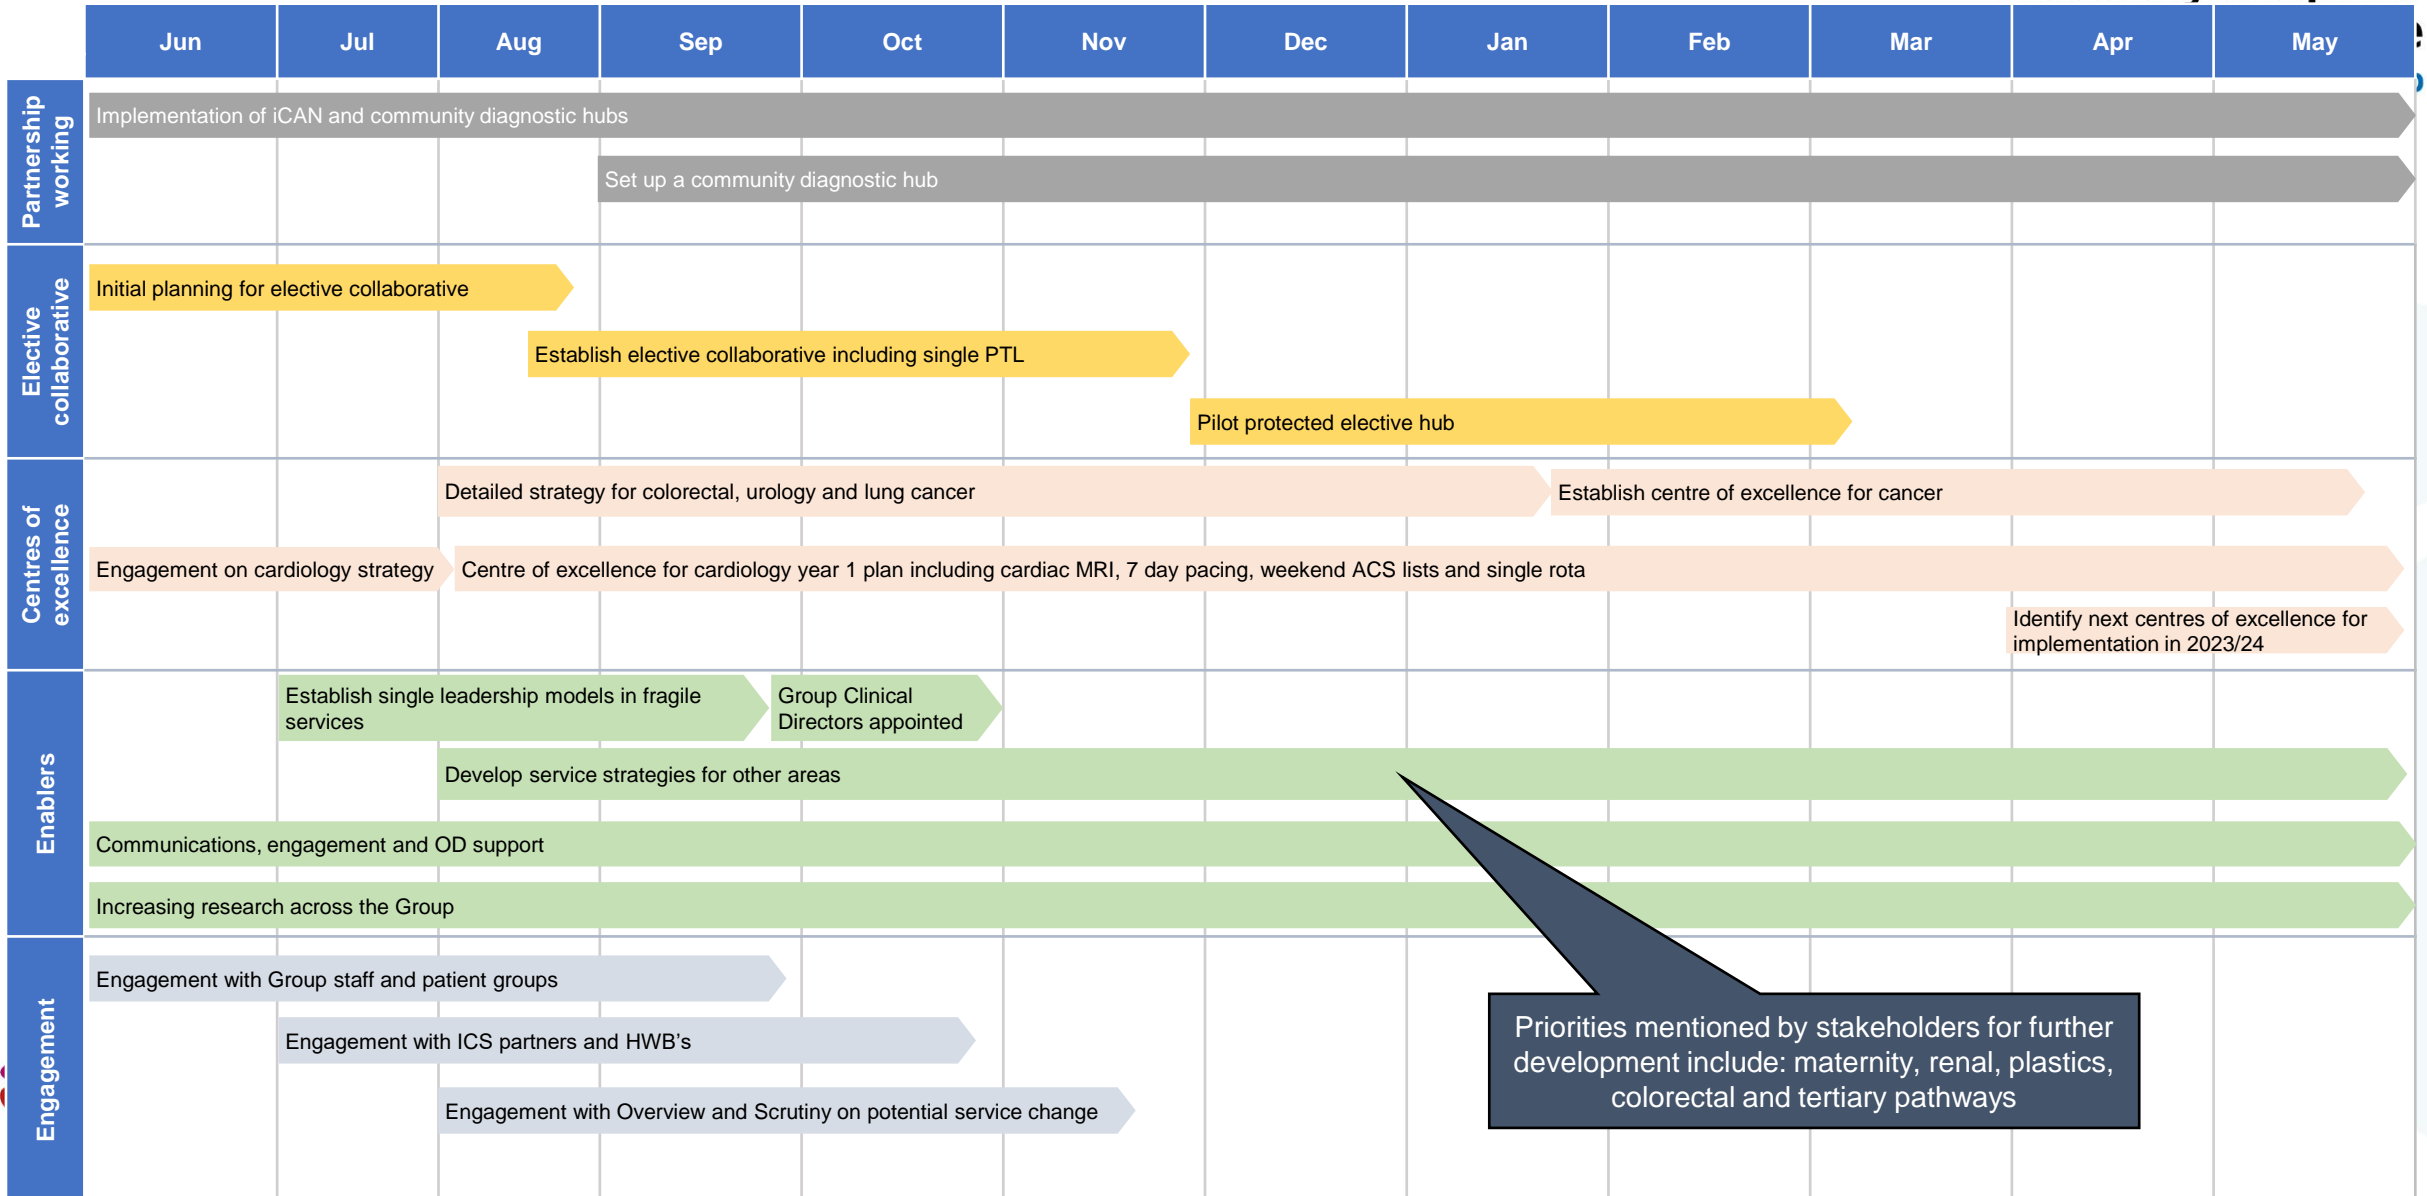 Jun Jul Aug Sep Oct Nov Dec Jan Feb Mar Apr May
Partnership
working
Implementation of iCAN and community diagnostic hubs
Set up a community diagnostic hub
Elective
collaborative
Initial planning for elective collaborative
Establish elective collaborative including single PTL
Pilot protected elective hub
Centres of
excellence
Detailed strategy for colorectal, urology and lung cancer
Establish centre of excellence for cancer
Engagement on cardiology strategy
Centre of excellence for cardiology year 1 plan including cardiac MRI, 7 day pacing, weekend ACS lists and single rota
Identify next centres of excellence for
implementation in 2023/24
Enablers
Establish single leadership models in fragile
services
Group Clinical
Directors appointed
Develop service strategies for other areas
Communications, engagement and OD support
Increasing research across the Group
Engagement
Engagement with Group staff and patient groups
Engagement with ICS partners and HWB's
Engagement with Overview and Scrutiny on potential service change
Priorities mentioned by stakeholders for further
development include: maternity, renal, plastics,
colorectal and tertiary pathways